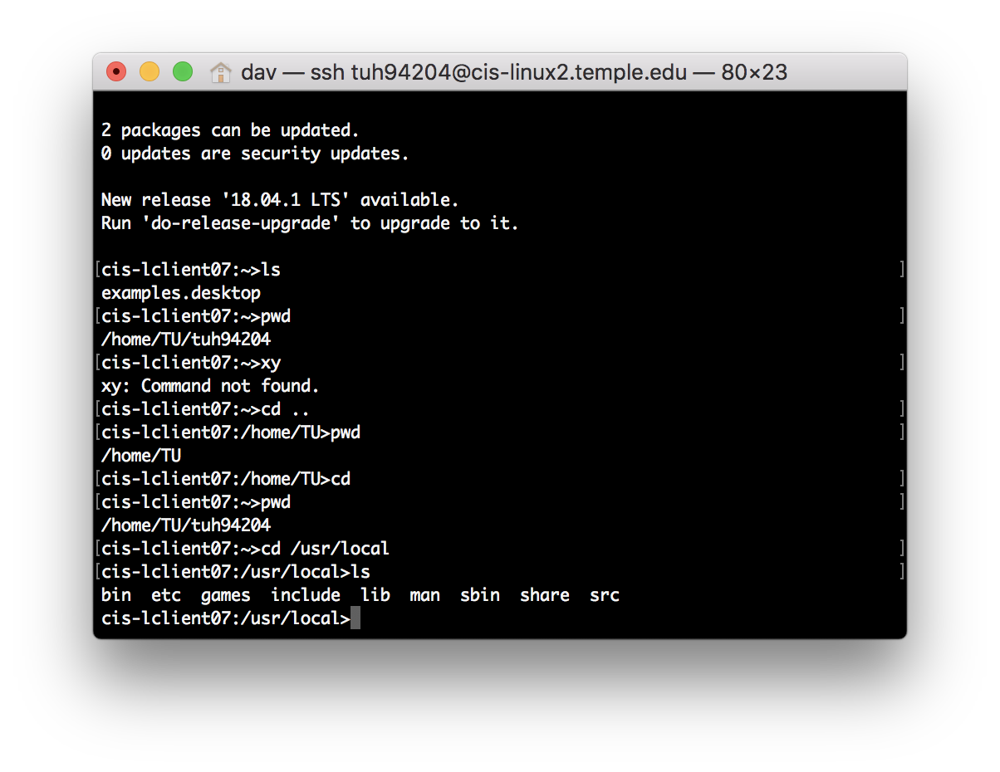 dav — ssh tuh94204@cis-linux2.temple.edu — 80×23
2 packages can be updated.
0 updates are security updates.
New release '18.04.1 LTS' available.
Run 'do-release-upgrade' to upgrade to it.
[cis-lclient07:~>ls ]
examples.desktop
[cis-lclient07:~>pwd ]
/home/TU/tuh94204
[cis-lclient07:~>xy ]
xy: Command not found.
[cis-lclient07:~>cd .. ]
[cis-lclient07:/home/TU>pwd ]
/home/TU
[cis-lclient07:/home/TU>cd ]
[cis-lclient07:~>pwd ]
/home/TU/tuh94204
[cis-lclient07:~>cd /usr/local ]
[cis-lclient07:/usr/local>ls ]
bin  etc  games  include  lib  man  sbin  share  src
cis-lclient07:/usr/local>